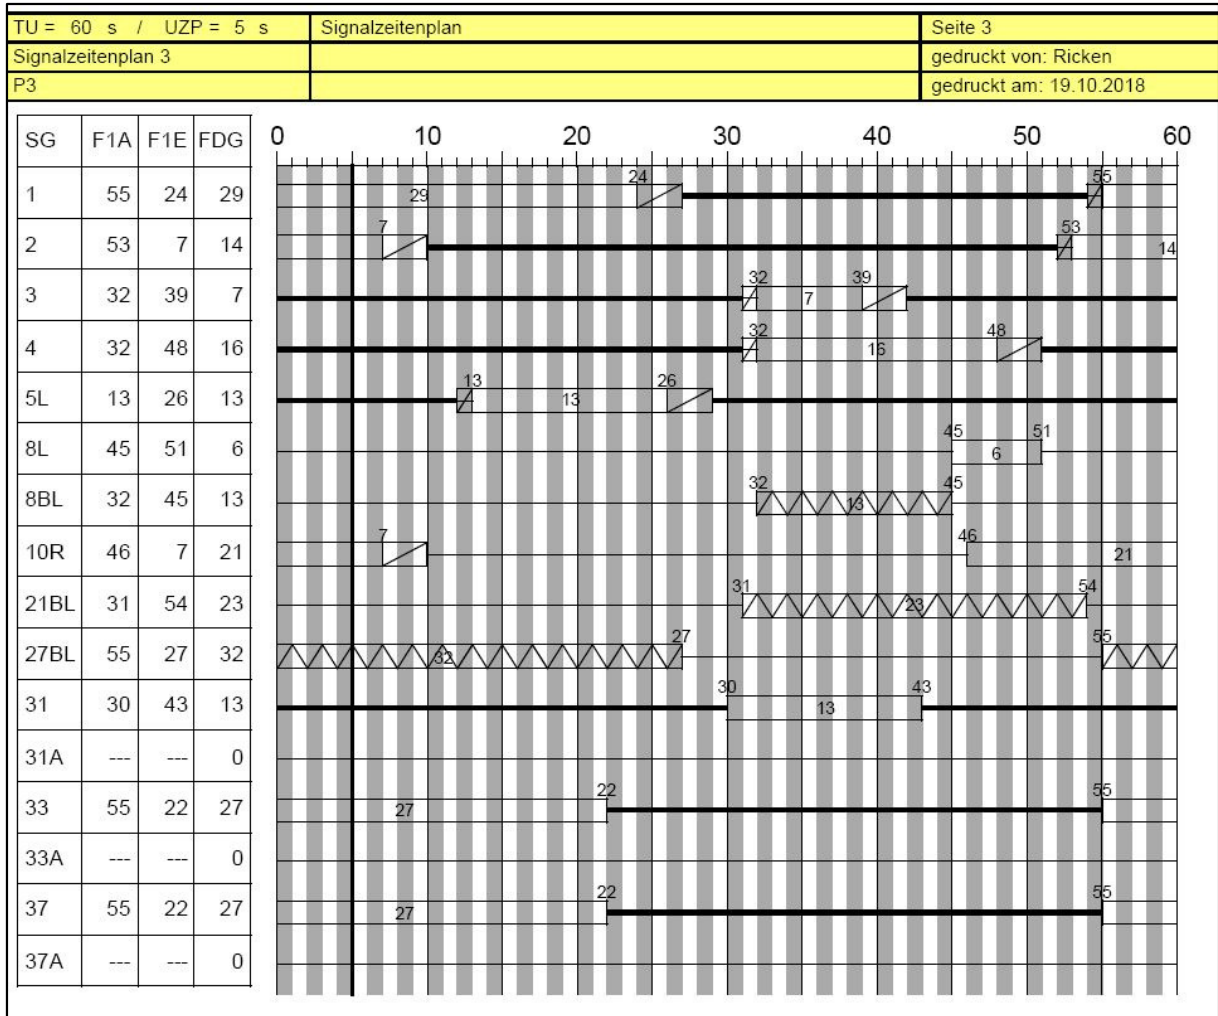 TU = 60 s / UZP = 5 s Signalzeitenplan Seite 3
Signalzeitenplan 3 gedruckt von: Ricken
P3 gedruckt am: 19.10.2018
SG F1A F1E FDG 0 10 20 30 40 50 60
1 55 24 29 29 24 55
2 53 7 14 7 53 14
3 32 39 7 32 7 39
4 32 48 16 32 16 48
5L 13 26 13 13 13 26
8L 45 51 6 45 6 51
8BL 32 45 13 32 13 45
10R 46 7 21 7 46 21
21BL 31 54 23 31 23 54
27BL 55 27 32 32 27 55
31 30 43 13 30 13 43
31A --- --- 0
33 55 22 27 27 22 55
33A --- --- 0
37 55 22 27 27 22 55
37A --- --- 0